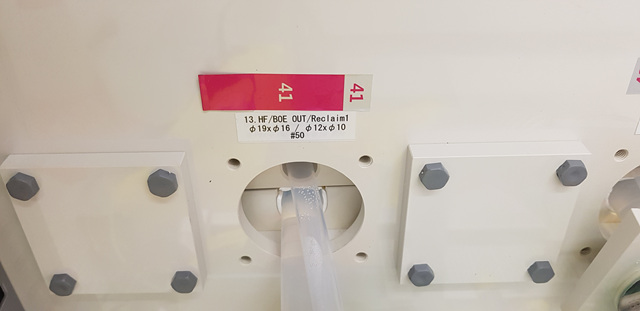 41 41
13. HF/BOE OUT/Reclaim1
φ19xφ16 / φ12xφ10
#50